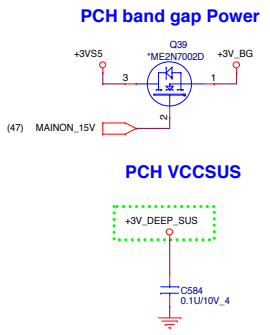 PCH band gap Power
Q39
+3VS5 *ME2N7002D +3V_BG
3 1
2
(47) MAINON_15V
PCH VCCSUS
+3V_DEEP_SUS
C584
0.1U/10V_4